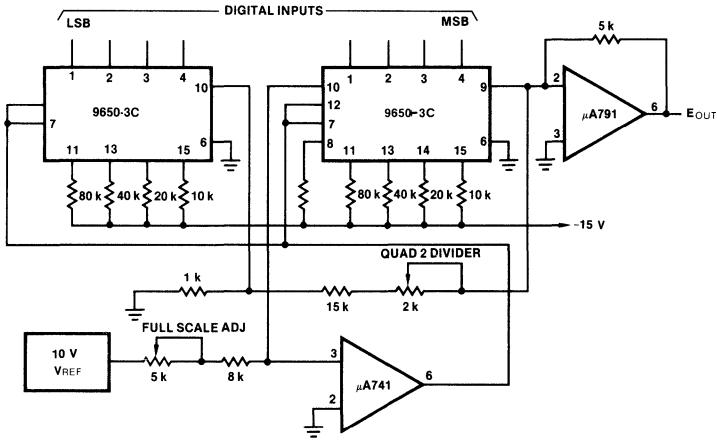 DIGITAL INPUTS
LSB MSB
1 2 3 4 1 2 3 4
5 k
10 10 9 2
9650-3C 12 9650-3C μA791 6 EOUT
7 7
6 8 6 3
11 13 15 11 13 14 15
80 k 40 k 20 k 10 k 80 k 40 k 20 k 10 k
-15 V
QUAD 2 DIVIDER
1 k
15 k 2 k
FULL SCALE ADJ
10 V
VREF
5 k 8 k
3
μA741 6
2